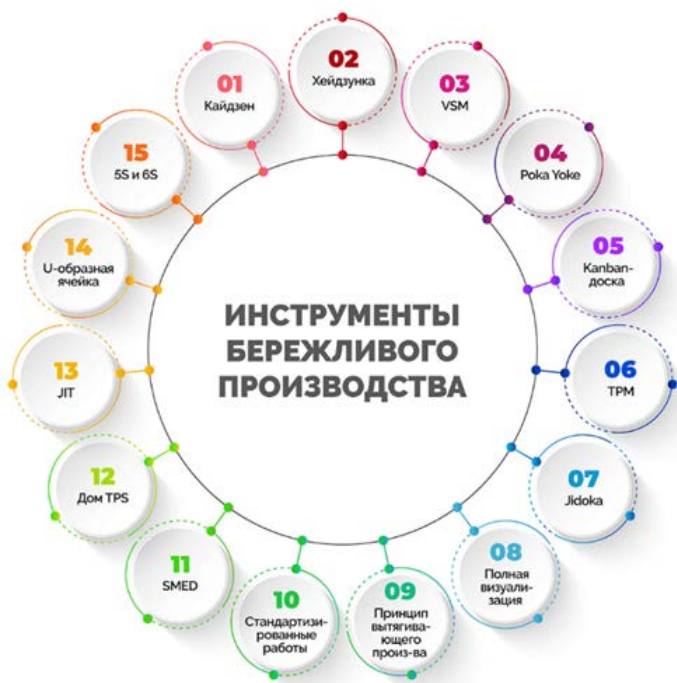 ИНСТРУМЕНТЫ
БЕРЕЖЛИВОГО
ПРОИЗВОДСТВА
01
Кайдзен
02
Хейдзунка
03
VSM
04
Poka Yoke
05
Kanban-
доска
06
TPM
07
Jidoka
08
Полная
визуали-
зация
09
Принцип
вытягива-
ющего
произ-ва
10
Стандартизи-
рованные
работы
11
SMED
12
Дом TPS
13
JIT
14
U-образная
ячейка
15
5S и 6S